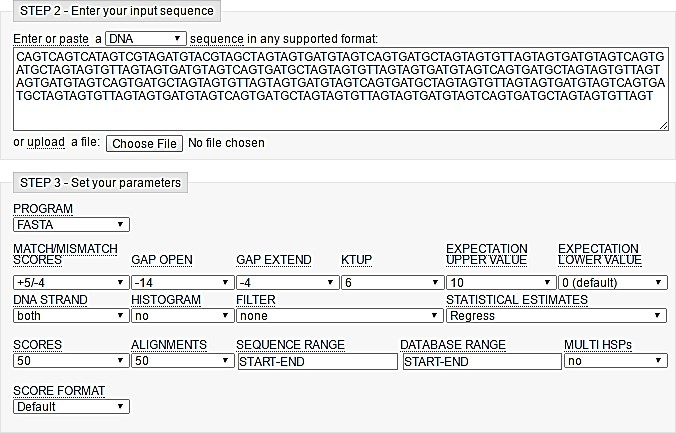 STEP 2 - Enter your input sequence
Enter or paste a DNA sequence in any supported format:
CAGTCAGTCATAGTCGTAGATGTACGTAGCTAGTAGTGATGTAGTCAGTGATGCTAGTAGTGTTAGTAGTGATGTAGTCAGTG
ATGCTAGTAGTGTTAGTAGTGATGTAGTCAGTGATGCTAGTAGTGTTAGTAGTGATGTAGTCAGTGATGCTAGTAGTGTTAGT
AGTGATGTAGTCAGTGATGCTAGTAGTGTTAGTAGTGATGTAGTCAGTGATGCTAGTAGTGTTAGTAGTGATGTAGTCAGTGA
TGCTAGTAGTGTTAGTAGTGATGTAGTCAGTGATGCTAGTAGTGTTAGTAGTGATGTAGTCAGTGATGCTAGTAGTGTTAGT
or upload a file: Choose File No file chosen
STEP 3 - Set your parameters
PROGRAM
FASTA
MATCH/MISMATCH SCORES GAP OPEN GAP EXTEND KTUP EXPECTATION UPPER VALUE EXPECTATION LOWER VALUE
+5/-4 -14 -4 6 10 0 (default)
DNA STRAND HISTOGRAM FILTER STATISTICAL ESTIMATES
both no none Regress
SCORES ALIGNMENTS SEQUENCE RANGE DATABASE RANGE MULTI HSPs
50 50 START-END START-END no
SCORE FORMAT
Default